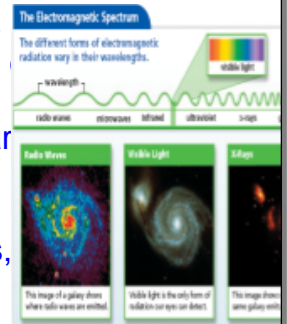 The Electromagnetic Spectrum
The different forms of electromagnetic
radiation vary in their wavelengths.
visible light
wavelength
radio waves microwaves infrared ultraviolet x-rays
Radio Waves Visible Light X-Rays
This image of a galaxy shows
where radio waves are emitted.
Visible light is the only form of
radiation our eyes can detect.
This image shows
same galaxy emit